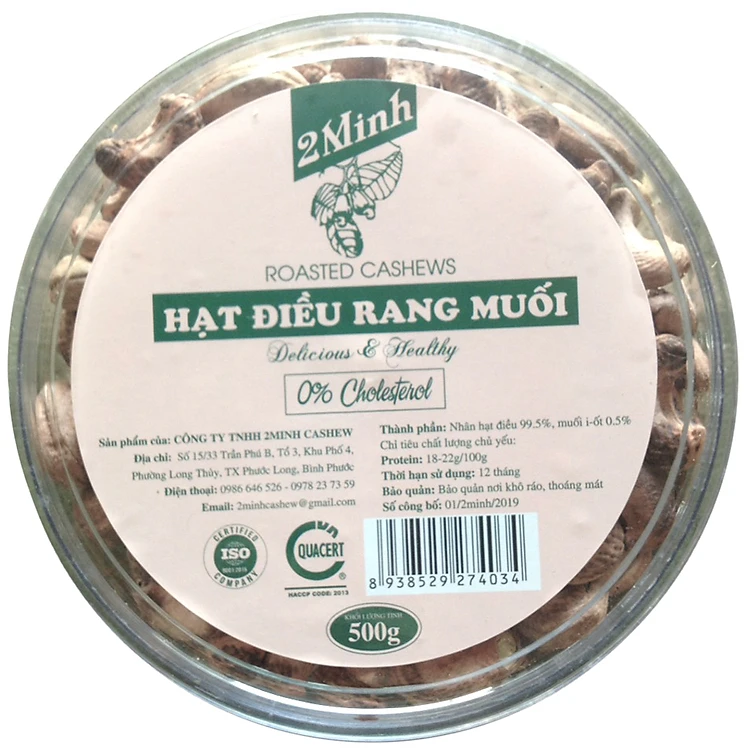 2Minh
ROASTED CASHEWS
HẠT ĐIỀU RANG MUỐI
Delicious & Healthy
0% Cholesterol
Sản phẩm của: CÔNG TY TNHH 2MINH CASHEW
Địa chỉ: Số 15/33 Trần Phú B, Tổ 3, Khu Phố 4,
Phường Long Thủy, TX Phước Long, Bình Phước
Điện thoại: 0986 646 526 - 0978 23 73 59
Email: 2minhcashew@gmail.com
Thành phần: Nhân hạt điều 99.5%, muối i-ốt 0.5%
Chỉ tiêu chất lượng chủ yếu:
Protein: 18-22g/100g
Thời hạn sử dụng: 12 tháng
Bảo quản: Bảo quản nơi khô ráo, thoáng mát
Số công bố: 01/2minh/2019
CERTIFIED
ISO
COMPANY
QUACERT
®
HACCP CODE: 2013
8 938529 274034
KHỐI LƯỢNG TỊNH
500g